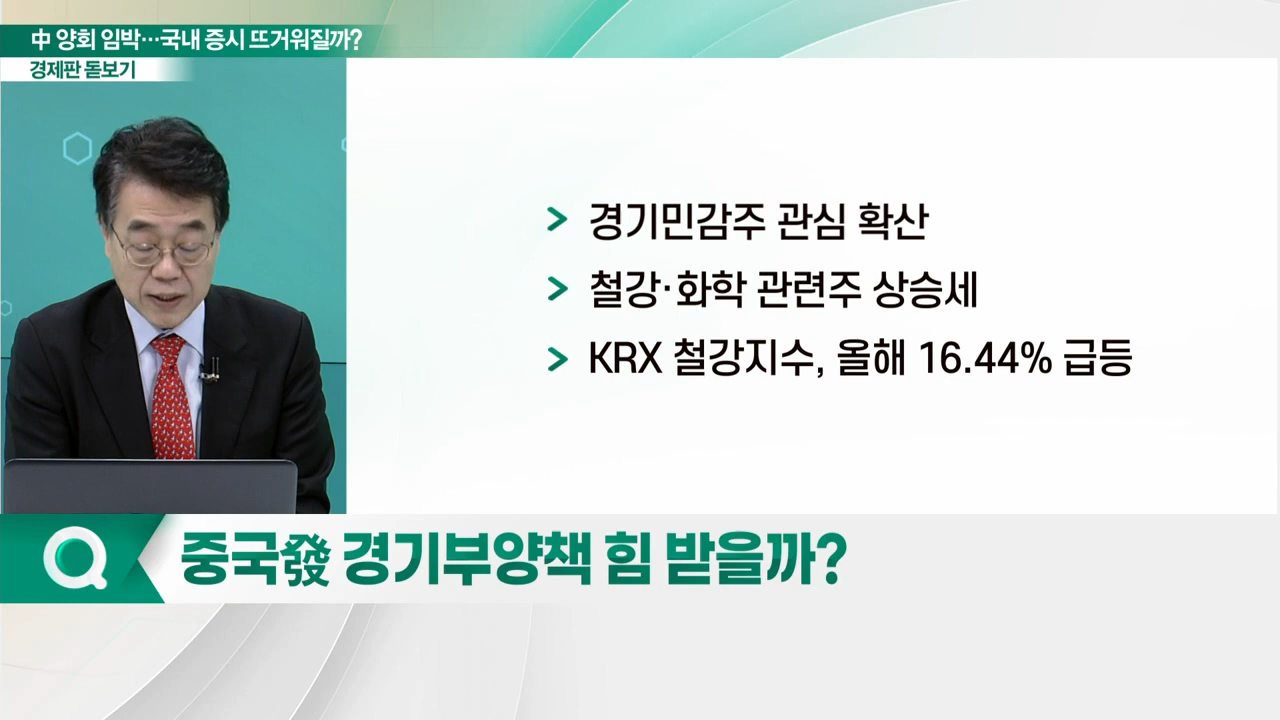 中 양회 임박…국내 증시 뜨거워질까?
경제판 돋보기
> 경기민감주 관심 확산
> 철강·화학 관련주 상승세
> KRX 철강지수, 올해 16.44% 급등
Q 중국發 경기부양책 힘 받을까?